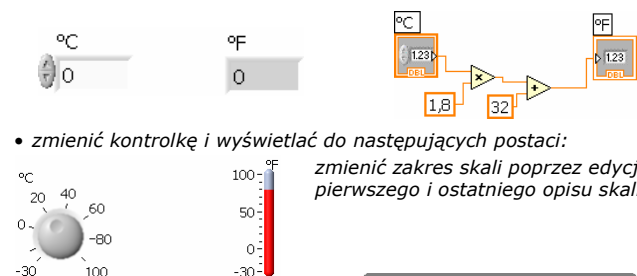 °C °F
0 0
°C °F
1.23 1.23
DBL DBL
x +
1,8 32
• zmienić kontrolkę i wyświetlać do następujących postaci:
zmienić zakres skali poprzez edycj
pierwszego i ostatniego opisu skal
°C
-30 0 20 40 60 80 100
°F
100
50
0
-30